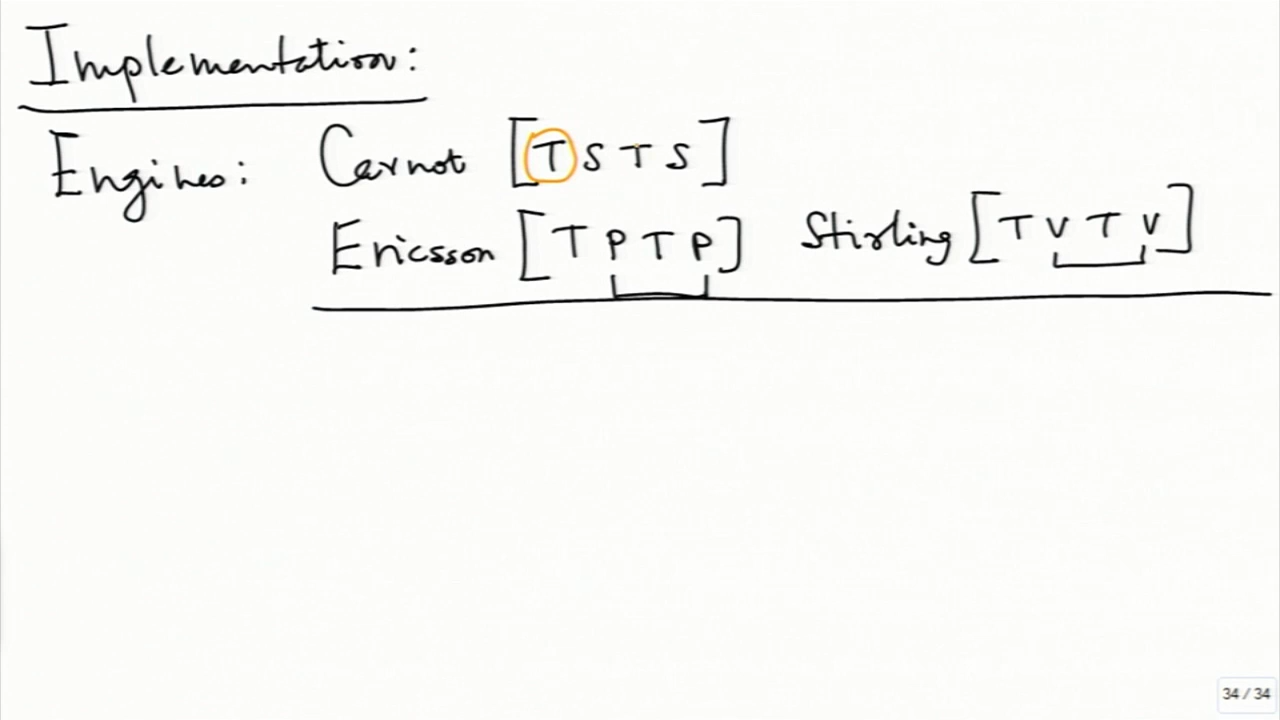 Implementation:
Engines: Carnot [T S T S]
Ericsson [T P T P] Stirling [T V T V]
34 / 34